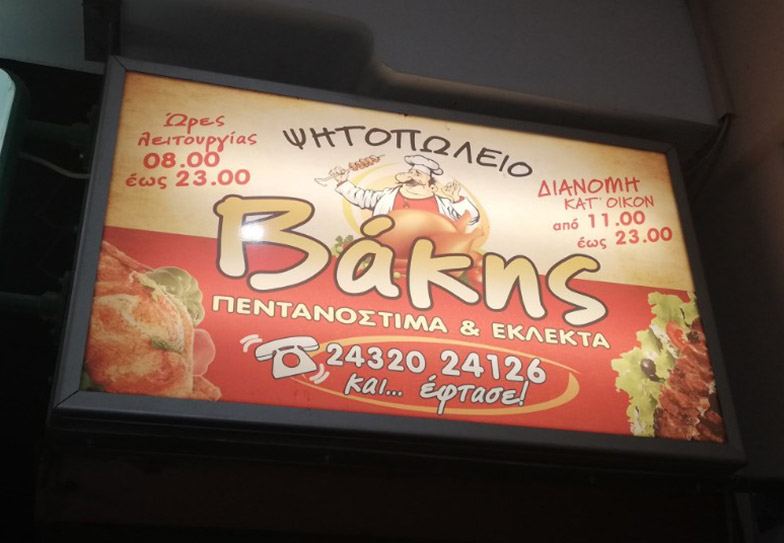 Ώρες
λειτουργίας
08.00
έως 23.00
ΨΗΤΟΠΩΛΕΙΟ
ΔΙΑΝΟΜΗ
ΚΑΤ' ΟΙΚΟΝ
από 11.00
έως 23.00
Βάκης
ΠΕΝΤΑΝΟΣΤΙΜΑ & ΕΚΛΕΚΤΑ
24320 24126
και... έφτασε!